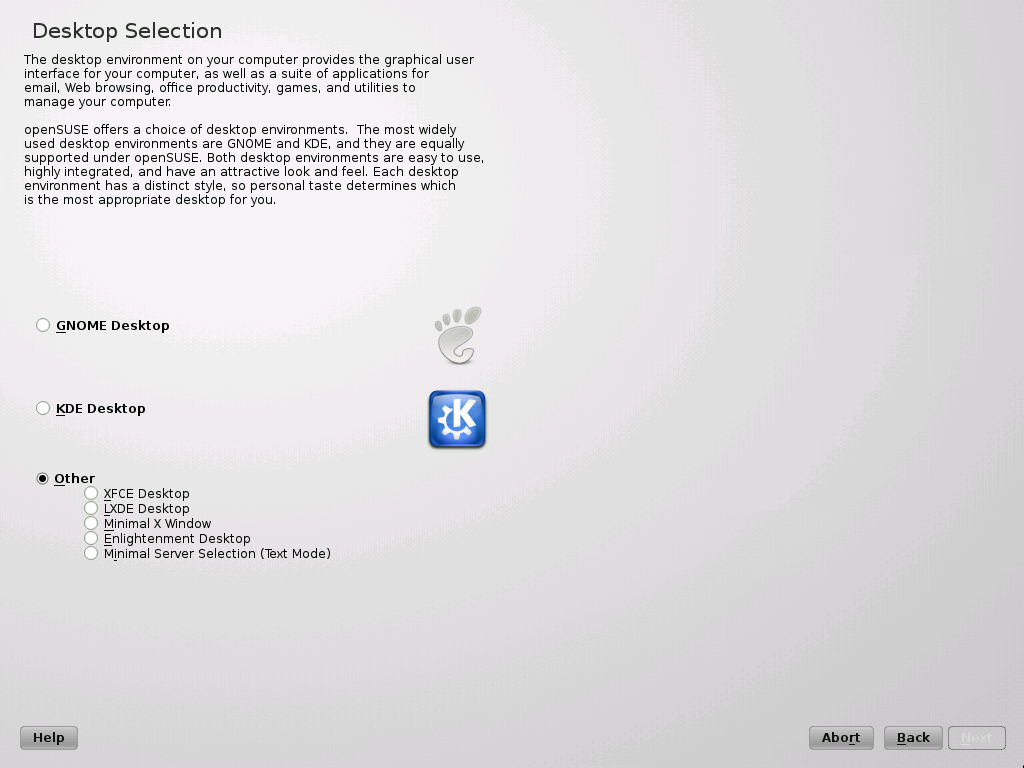 Desktop Selection
The desktop environment on your computer provides the graphical user
interface for your computer, as well as a suite of applications for
email, Web browsing, office productivity, games, and utilities to
manage your computer.
openSUSE offers a choice of desktop environments.  The most widely
used desktop environments are GNOME and KDE, and they are equally
supported under openSUSE. Both desktop environments are easy to use,
highly integrated, and have an attractive look and feel. Each desktop
environment has a distinct style, so personal taste determines which
is the most appropriate desktop for you.
GNOME Desktop
KDE Desktop
Other
XFCE Desktop
LXDE Desktop
Minimal X Window
Enlightenment Desktop
Minimal Server Selection (Text Mode)
Help Abort Back Next